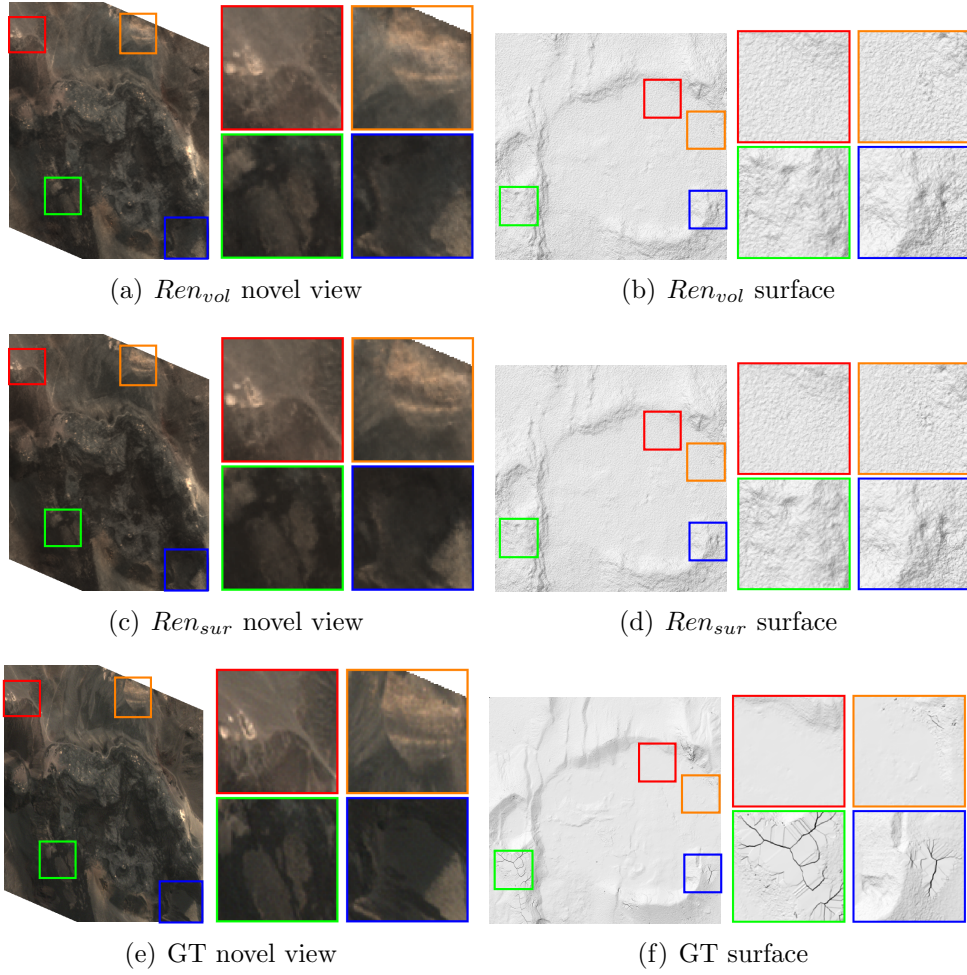 (a) Ren_vol novel view
(b) Ren_vol surface
(c) Ren_sur novel view
(d) Ren_sur surface
(e) GT novel view
(f) GT surface